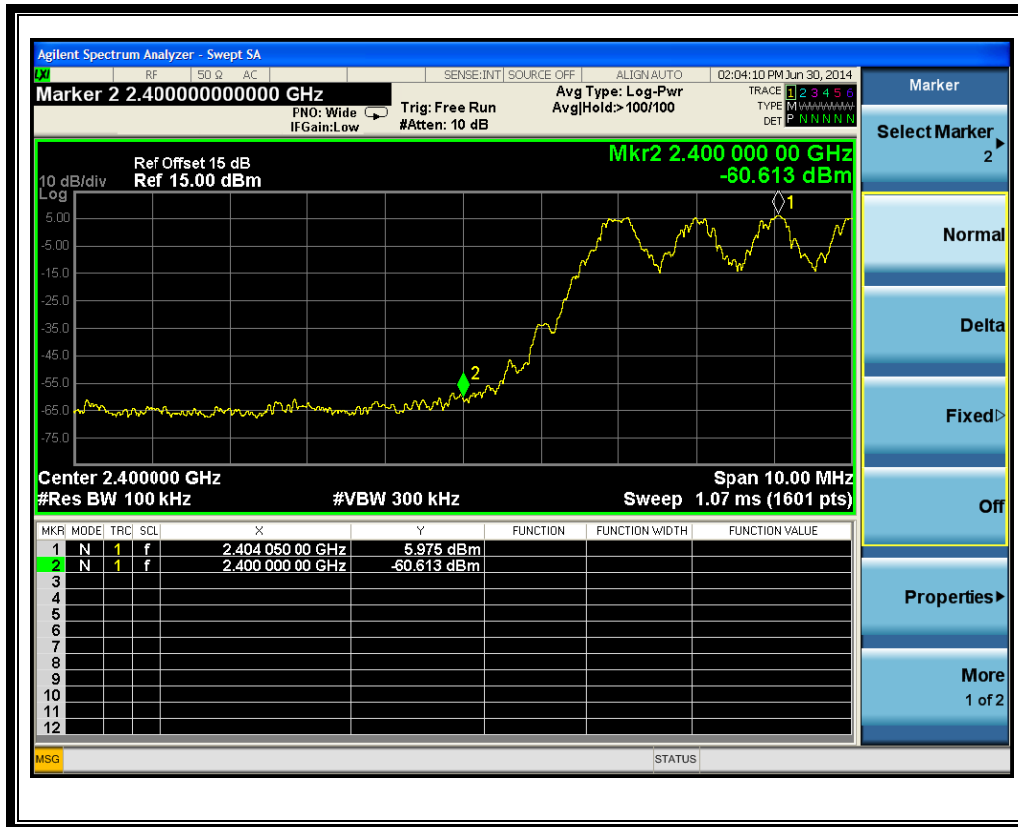 Agilent Spectrum Analyzer - Swept SA
LXI RF 50 Ω AC SENSE:INT SOURCE OFF ALIGN AUTO 02:04:10 PM Jun 30, 2014
Marker 2 2.400000000000 GHz
PNO: Wide
IFGain:Low
Trig: Free Run
#Atten: 10 dB
Avg Type: Log-Pwr
Avg|Hold:>100/100
TRACE 1 2 3 4 5 6
TYPE M W W W W W
DET P N N N N N
Mkr2 2.400 000 00 GHz
-60.613 dBm
Ref Offset 15 dB
10 dB/div Ref 15.00 dBm
Log
5.00
-5.00
-15.0
-25.0
-35.0
-45.0
-55.0
-65.0
-75.0
1
2
Center 2.400000 GHz Span 10.00 MHz
#Res BW 100 kHz #VBW 300 kHz Sweep 1.07 ms (1601 pts)
MKR MODE TRC SCL X Y FUNCTION FUNCTION WIDTH FUNCTION VALUE
1 N 1 f 2.404 050 00 GHz 5.975 dBm
2 N 1 f 2.400 000 00 GHz -60.613 dBm
3
4
5
6
7
8
9
10
11
12
MSG STATUS
Marker
Select Marker
2
Normal
Delta
Fixed
Off
Properties
More
1 of 2